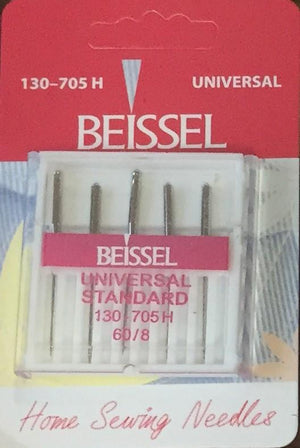 130-705 H UNIVERSAL
BEISSEL
BEISSEL
UNIVERSAL
STANDARD
130-705 H
60/8
Home Sewing Needles